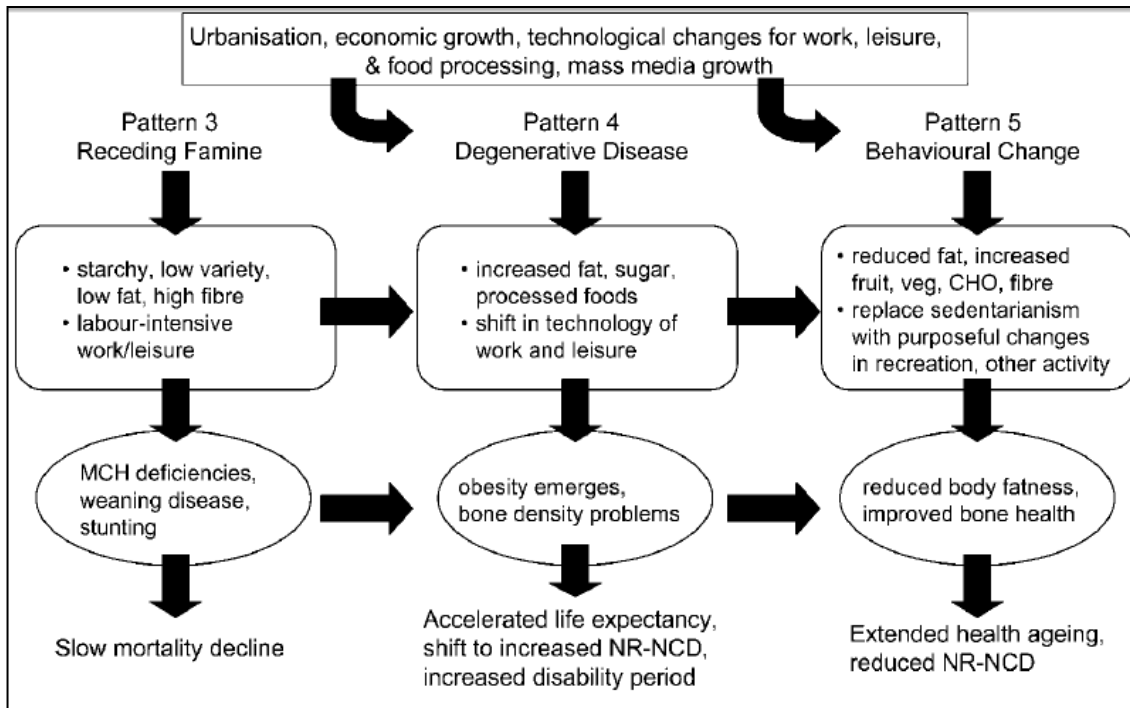 Urbanisation, economic growth, technological changes for work, leisure,
& food processing, mass media growth
Pattern 3
Receding Famine
Pattern 4
Degenerative Disease
Pattern 5
Behavioural Change
• starchy, low variety,
low fat, high fibre
• labour-intensive
work/leisure
• increased fat, sugar,
processed foods
• shift in technology of
work and leisure
• reduced fat, increased
fruit, veg, CHO, fibre
• replace sedentarianism
with purposeful changes
in recreation, other activity
MCH deficiencies,
weaning disease,
stunting
obesity emerges,
bone density problems
reduced body fatness,
improved bone health
Slow mortality decline
Accelerated life expectancy,
shift to increased NR-NCD,
increased disability period
Extended health ageing,
reduced NR-NCD